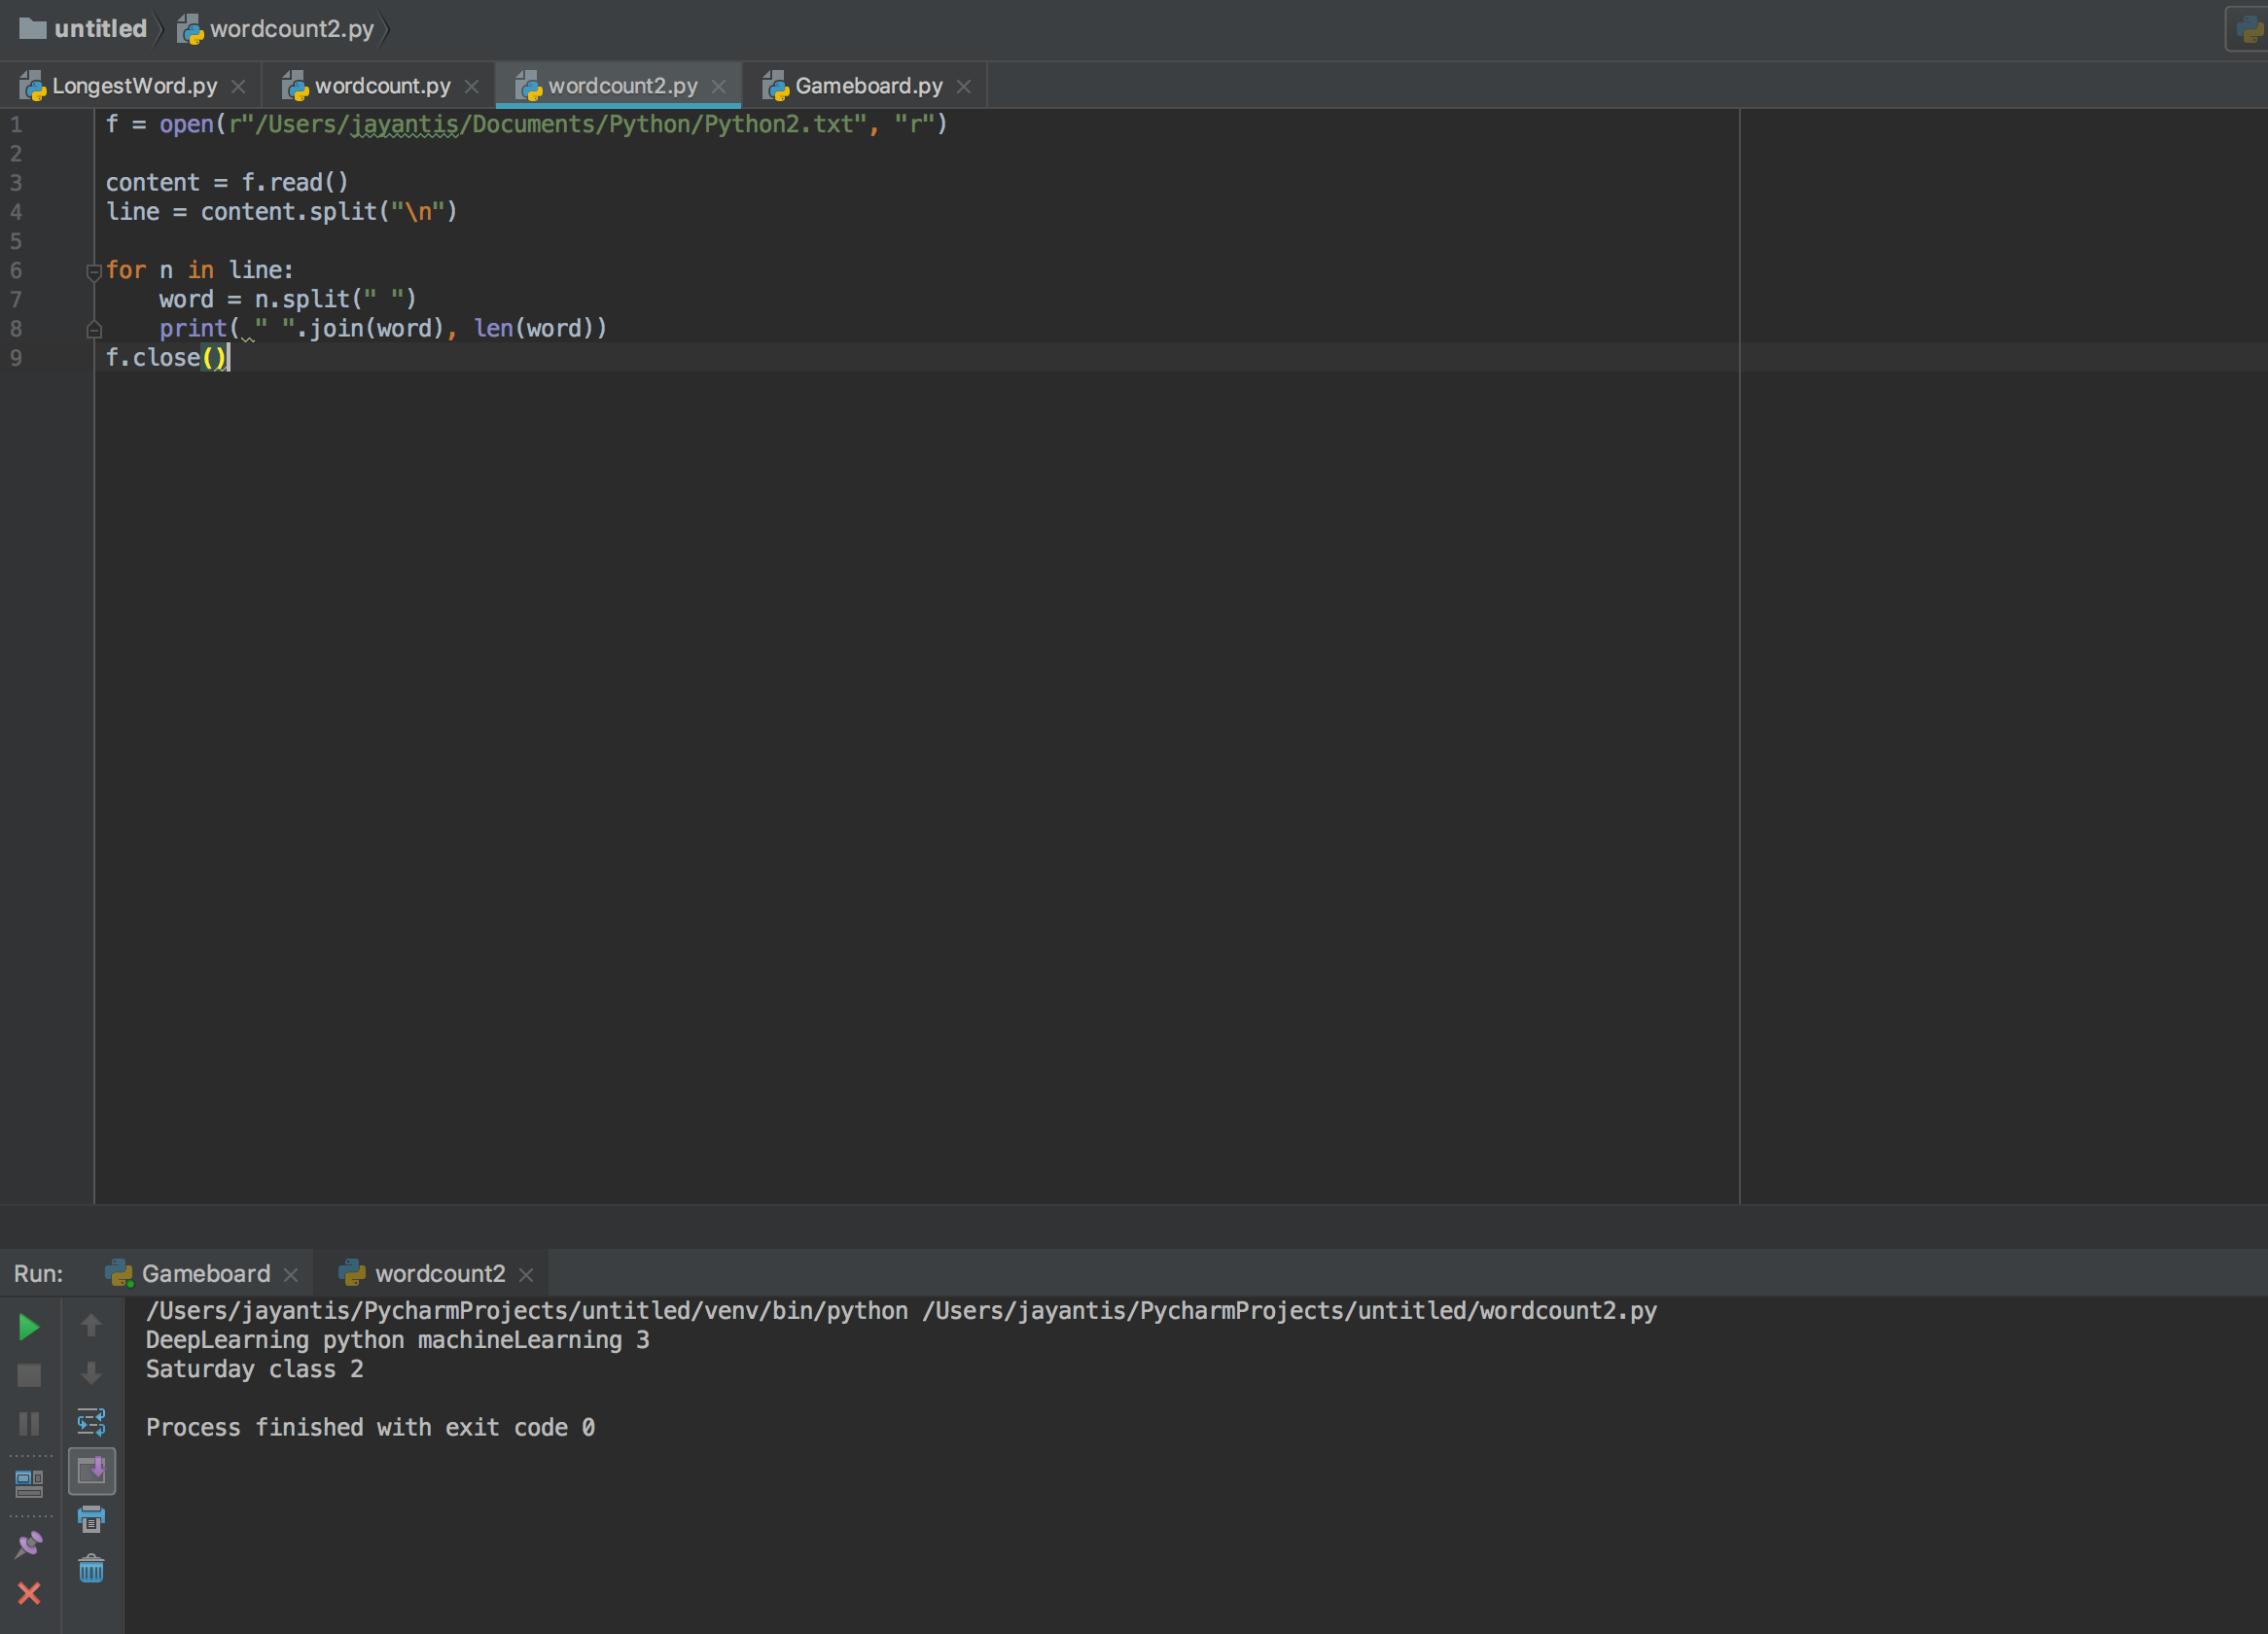 untitled wordcount2.py
LongestWord.py wordcount.py wordcount2.py Gameboard.py
1 f = open(r"/Users/jayantis/Documents/Python/Python2.txt", "r")
2
3 content = f.read()
4 line = content.split("\n")
5
6 for n in line:
7     word = n.split(" ")
8     print( " ".join(word), len(word))
9 f.close()
Run: Gameboard wordcount2
/Users/jayantis/PycharmProjects/untitled/venv/bin/python /Users/jayantis/PycharmProjects/untitled/wordcount2.py
DeepLearning python machineLearning 3
Saturday class 2
Process finished with exit code 0